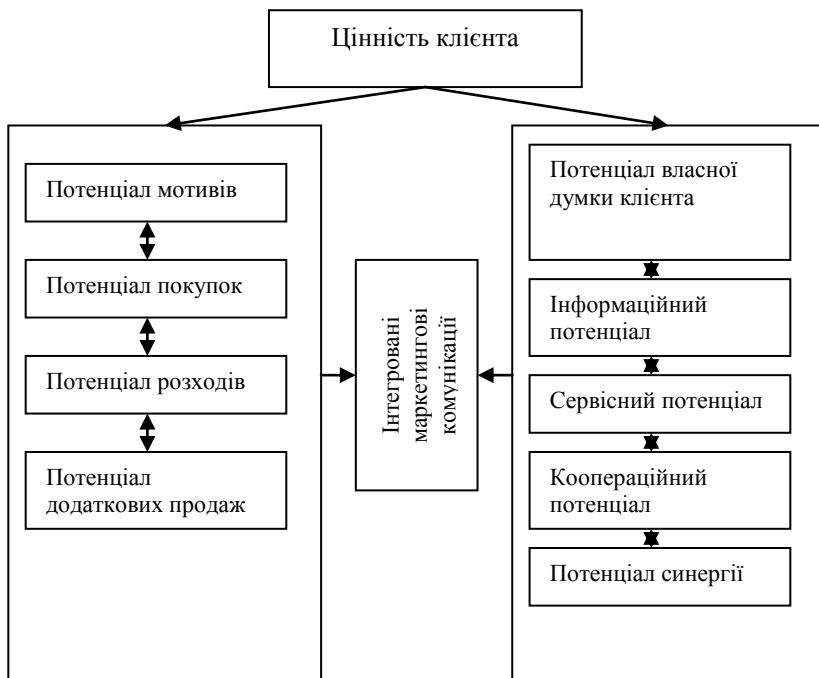 Цінність клієнта
Потенціал мотивів
Потенціал покупок
Потенціал розходів
Потенціал
додаткових продаж
Інтегровані
маркетингові
комунікації
Потенціал власної
думки клієнта
Інформаційний
потенціал
Сервісний потенціал
Коопераційний
потенціал
Потенціал синергії